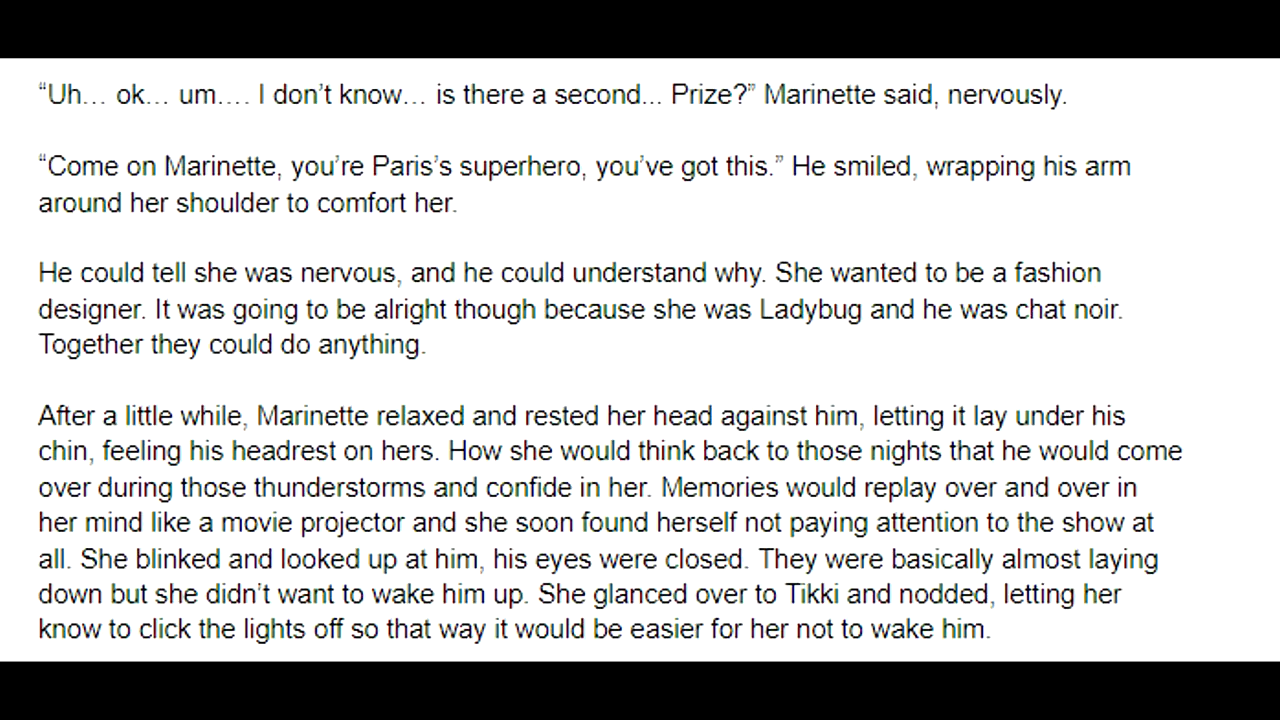 “Uh… ok… um…. I don’t know… is there a second... Prize?” Marinette said, nervously.
“Come on Marinette, you’re Paris’s superhero, you’ve got this.” He smiled, wrapping his arm
around her shoulder to comfort her.
He could tell she was nervous, and he could understand why. She wanted to be a fashion
designer. It was going to be alright though because she was Ladybug and he was chat noir.
Together they could do anything.
After a little while, Marinette relaxed and rested her head against him, letting it lay under his
chin, feeling his headrest on hers. How she would think back to those nights that he would come
over during those thunderstorms and confide in her. Memories would replay over and over in
her mind like a movie projector and she soon found herself not paying attention to the show at
all. She blinked and looked up at him, his eyes were closed. They were basically almost laying
down but she didn’t want to wake him up. She glanced over to Tikki and nodded, letting her
know to click the lights off so that way it would be easier for her not to wake him.